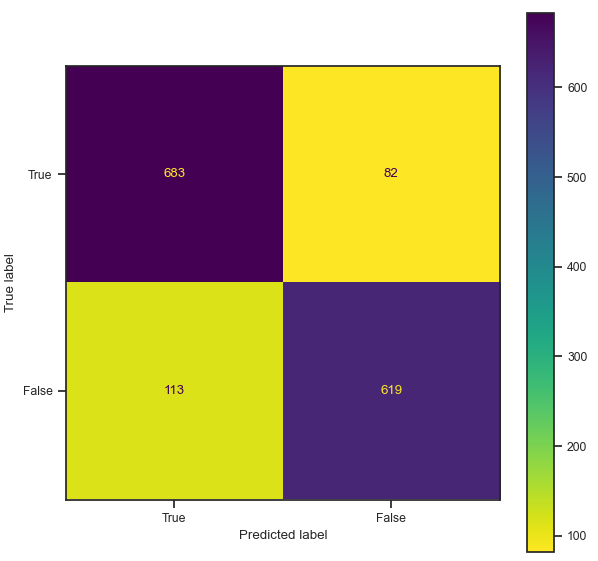 True label
True
683
82
False
113
619
True
False
Predicted label
600
500
400
300
200
100